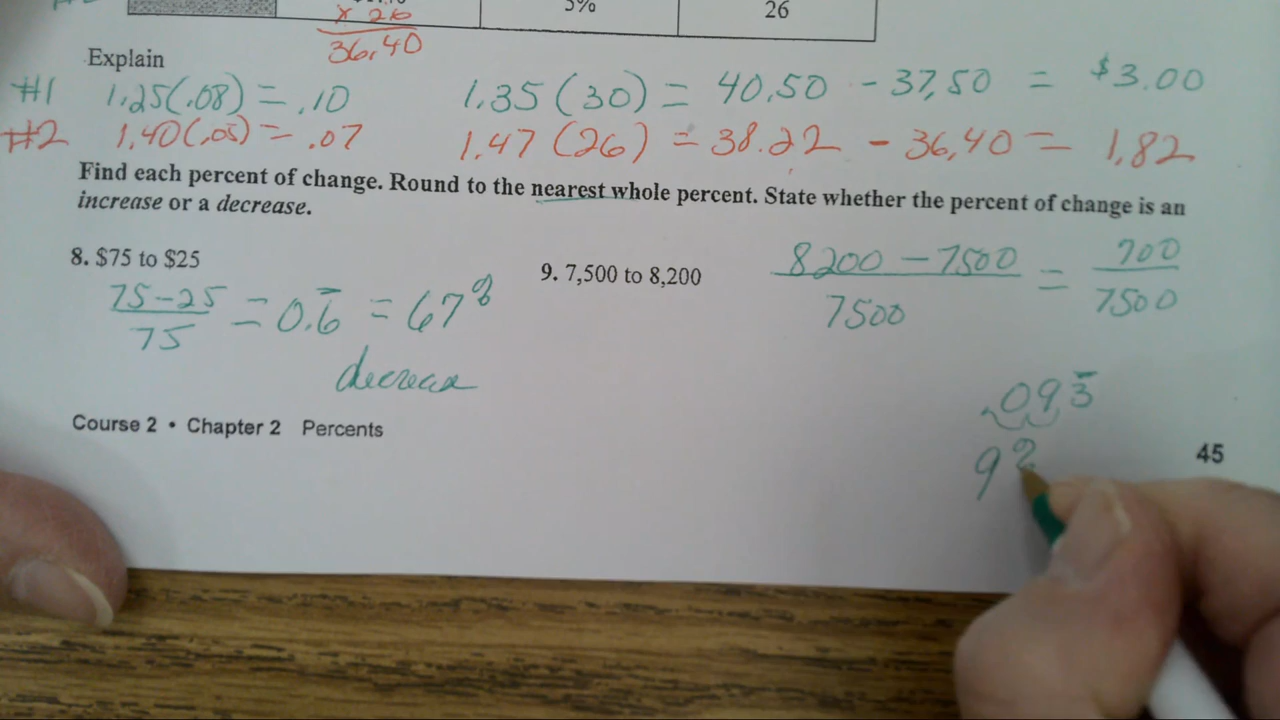 5% 26
x 26
36.40
Explain
#1 1.25(.08) = .10 1.35 (30) = 40.50 - 37.50 = $3.00
#2 1.40(.05) = .07 1.47 (26) = 38.22 - 36.40 = 1.82
Find each percent of change. Round to the nearest whole percent. State whether the percent of change is an
increase or a decrease.
8. $75 to $25
75-25
75
= 0.6̅ = 67%
decrease
9. 7,500 to 8,200
8200 - 7500
7500
=
700
7500
.093̅
9%
Course 2 • Chapter 2 Percents 45